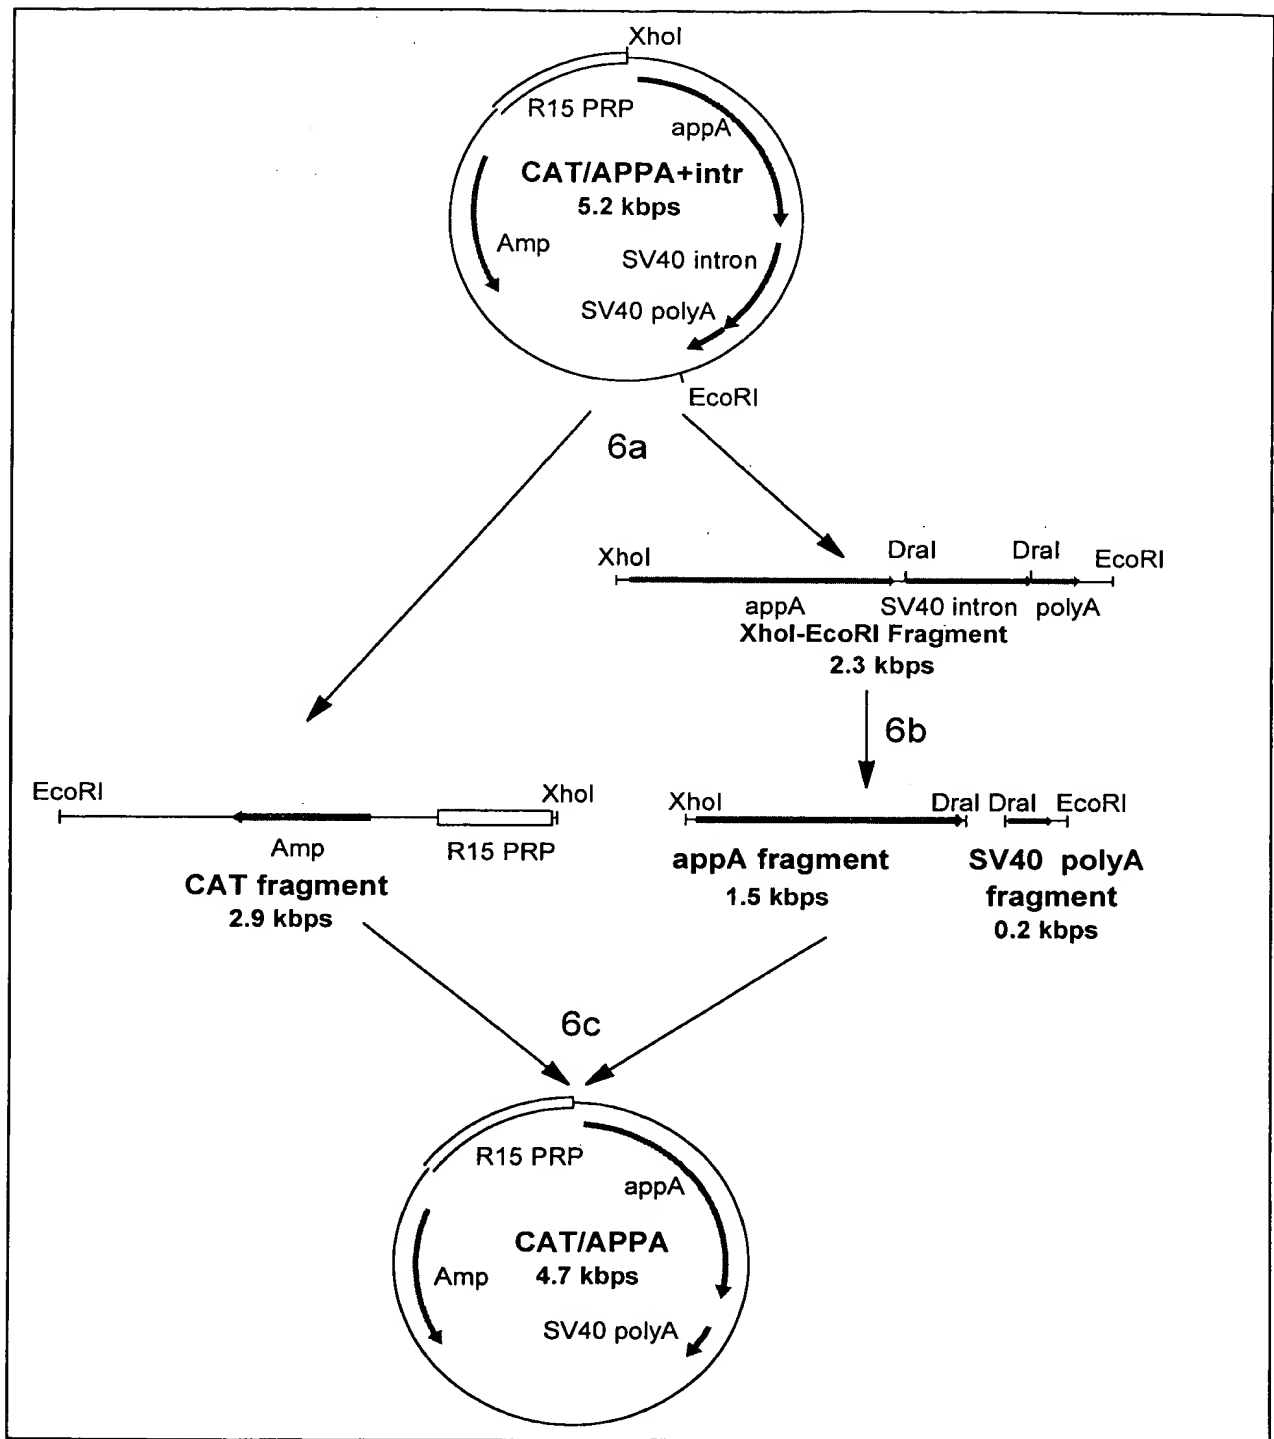 XhoI
R15 PRP
appA
CAT/APPA+intr
5.2 kbps
Amp
SV40 intron
SV40 polyA
EcoRI
6a
XhoI
DraI
DraI
EcoRI
appA
SV40 intron
polyA
XhoI-EcoRI Fragment
2.3 kbps
6b
EcoRI
XhoI
Amp
R15 PRP
CAT fragment
2.9 kbps
XhoI
DraI
DraI
EcoRI
appA fragment
1.5 kbps
SV40 polyA
fragment
0.2 kbps
6c
R15 PRP
appA
CAT/APPA
4.7 kbps
Amp
SV40 polyA